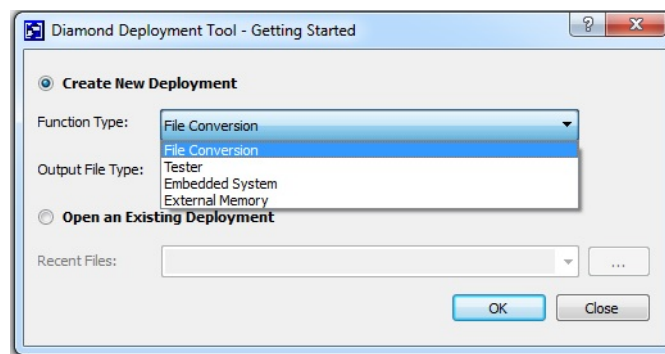 Diamond Deployment Tool - Getting Started
Create New Deployment
Function Type:
File Conversion
File Conversion
Tester
Output File Type:
Embedded System
External Memory
Open an Existing Deployment
Recent Files:
...
OK
Close